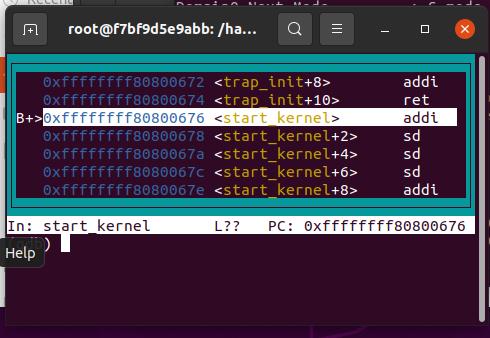 root@f7bf9d5e9abb: /ha...
0xffffffff80800672 <trap_init+8> addi
0xffffffff80800674 <trap_init+10> ret
B+>0xffffffff80800676 <start_kernel> addi
0xffffffff80800678 <start_kernel+2> sd
0xffffffff8080067a <start_kernel+4> sd
0xffffffff8080067c <start_kernel+6> sd
0xffffffff8080067e <start_kernel+8> addi
In: start_kernel L?? PC: 0xffffffff80800676
Help